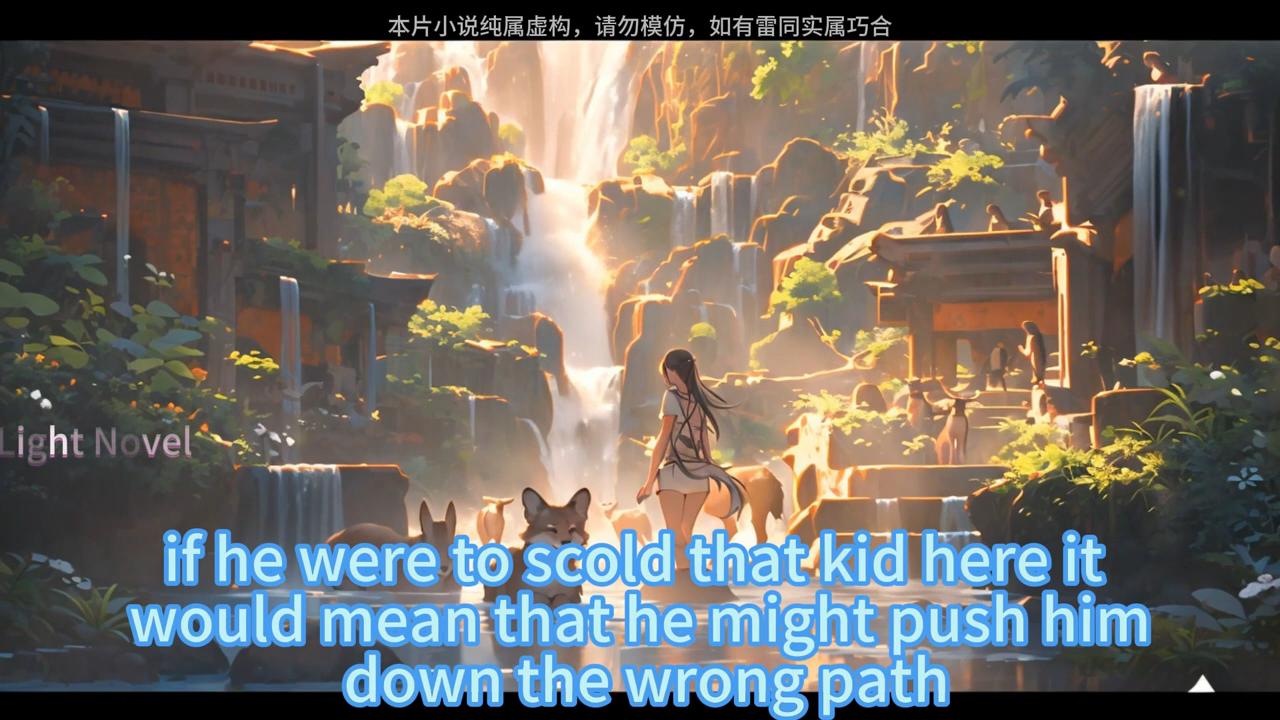 本片小说纯属虚构，请勿模仿，如有雷同实属巧合
Light Novel
if he were to scold that kid here it
would mean that he might push him
down the wrong path